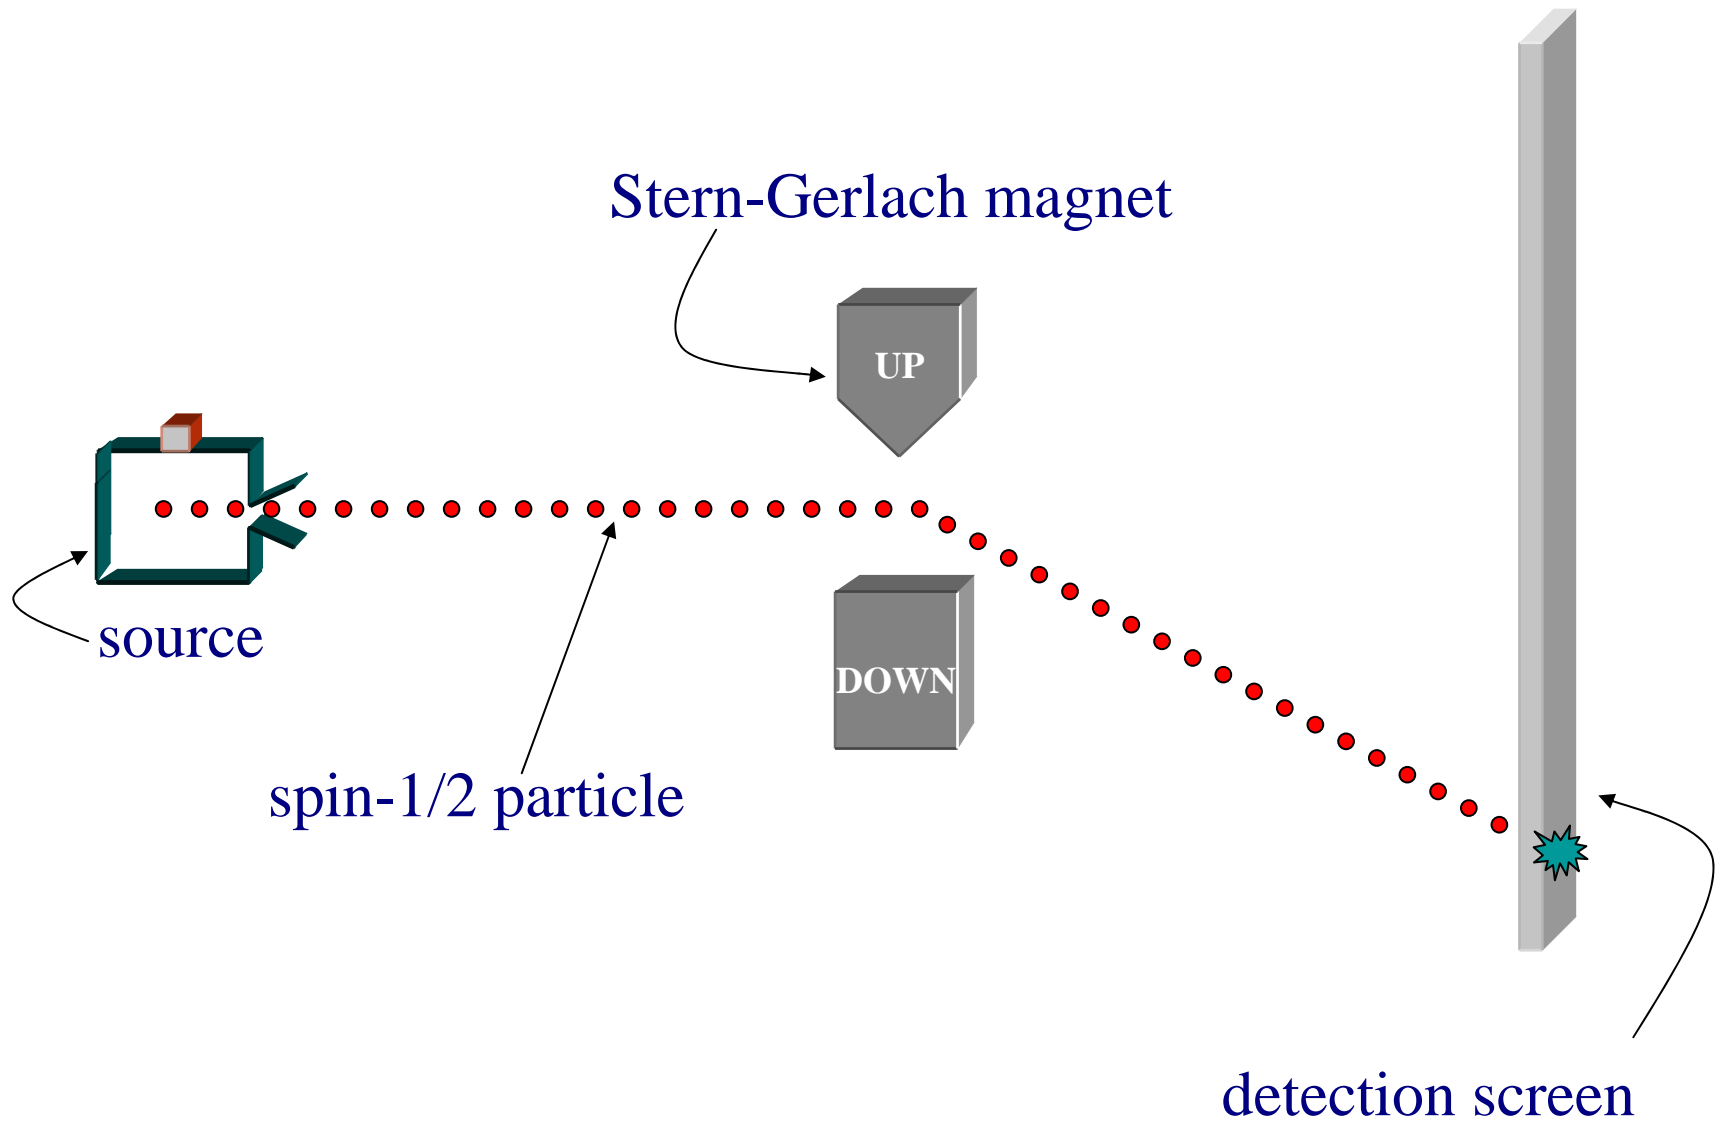 Stern-Gerlach magnet
UP
source
DOWN
spin-1/2 particle
detection screen